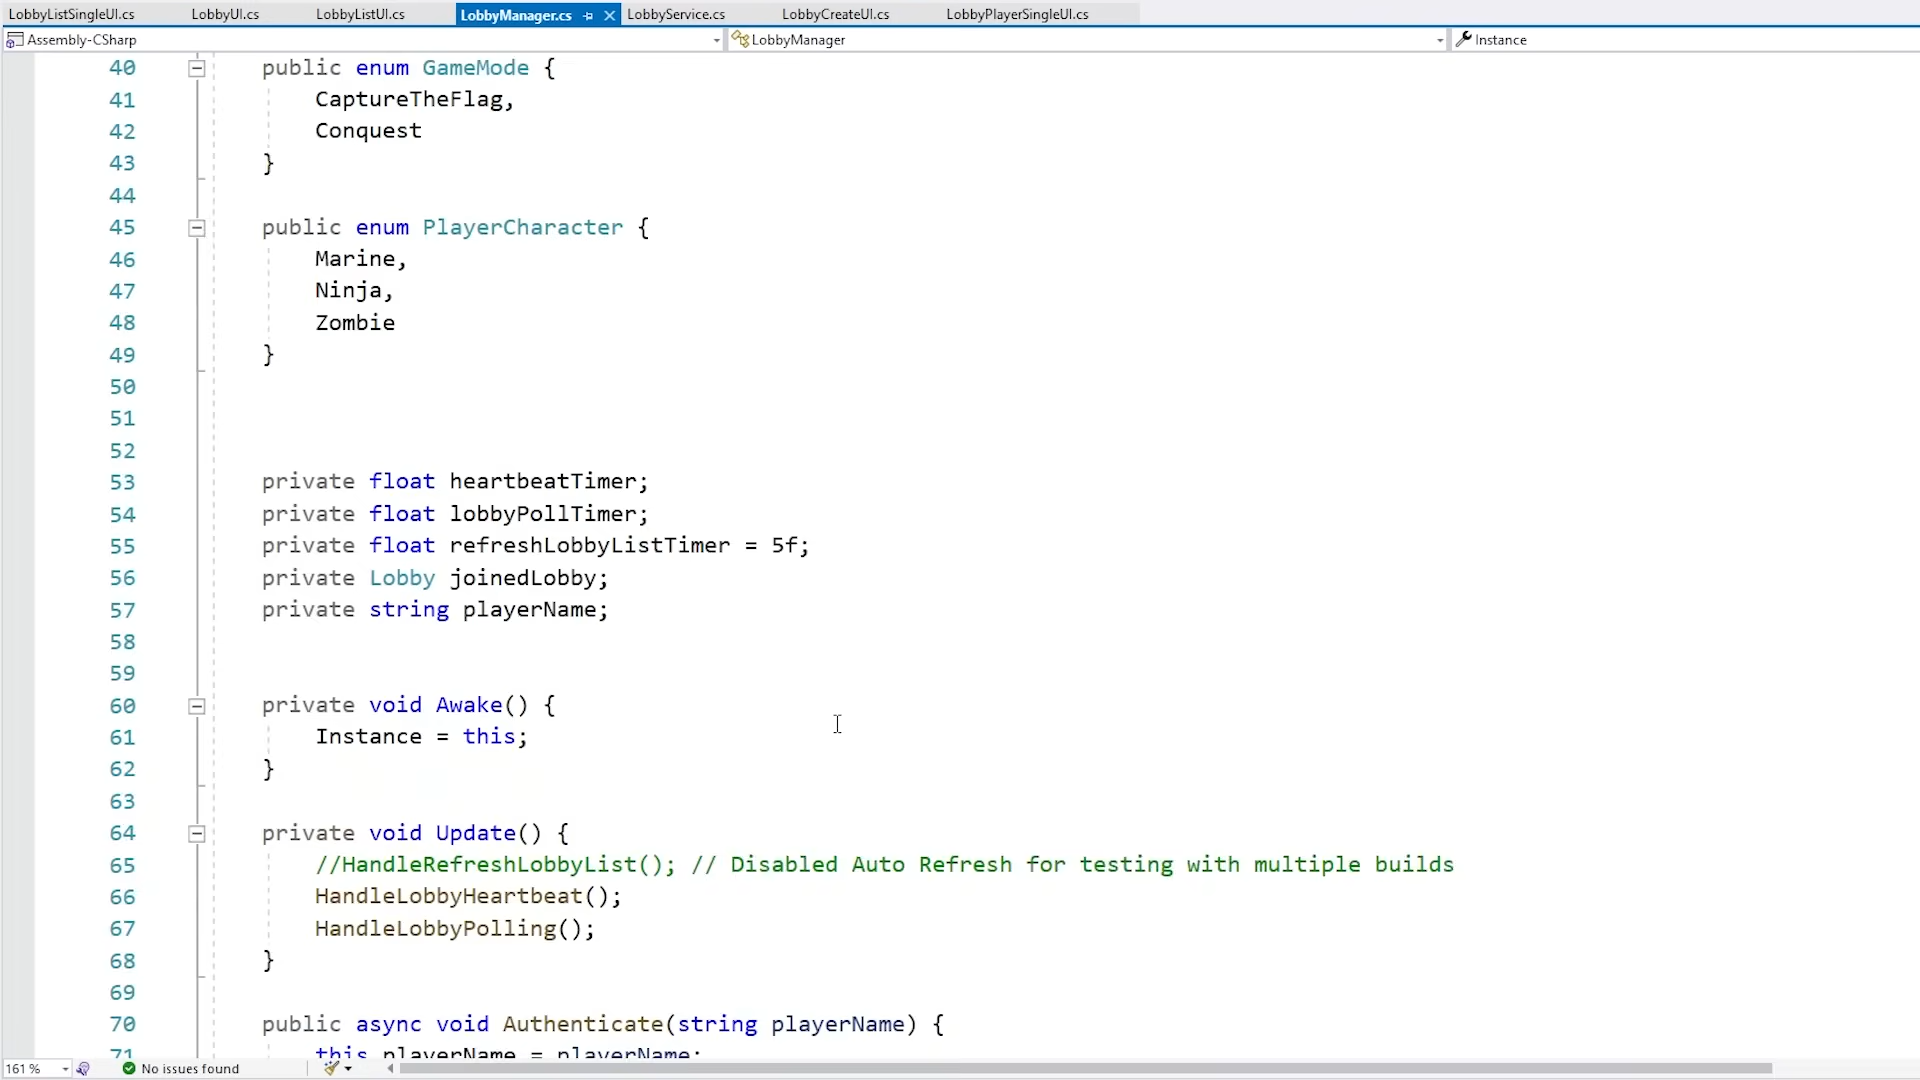 LobbyListSingleUI.cs LobbyUI.cs LobbyListUI.cs LobbyManager.cs LobbyService.cs LobbyCreateUI.cs LobbyPlayerSingleUI.cs
Assembly-CSharp LobbyManager Instance
40 public enum GameMode {
41 CaptureTheFlag,
42 Conquest
43 }
44
45 public enum PlayerCharacter {
46 Marine,
47 Ninja,
48 Zombie
49 }
50
51
52
53 private float heartbeatTimer;
54 private float lobbyPollTimer;
55 private float refreshLobbyListTimer = 5f;
56 private Lobby joinedLobby;
57 private string playerName;
58
59
60 private void Awake() {
61 Instance = this;
62 }
63
64 private void Update() {
65 //HandleRefreshLobbyList(); // Disabled Auto Refresh for testing with multiple builds
66 HandleLobbyHeartbeat();
67 HandleLobbyPolling();
68 }
69
70 public async void Authenticate(string playerName) {
71 this.playerName = playerName;
161 % No issues found